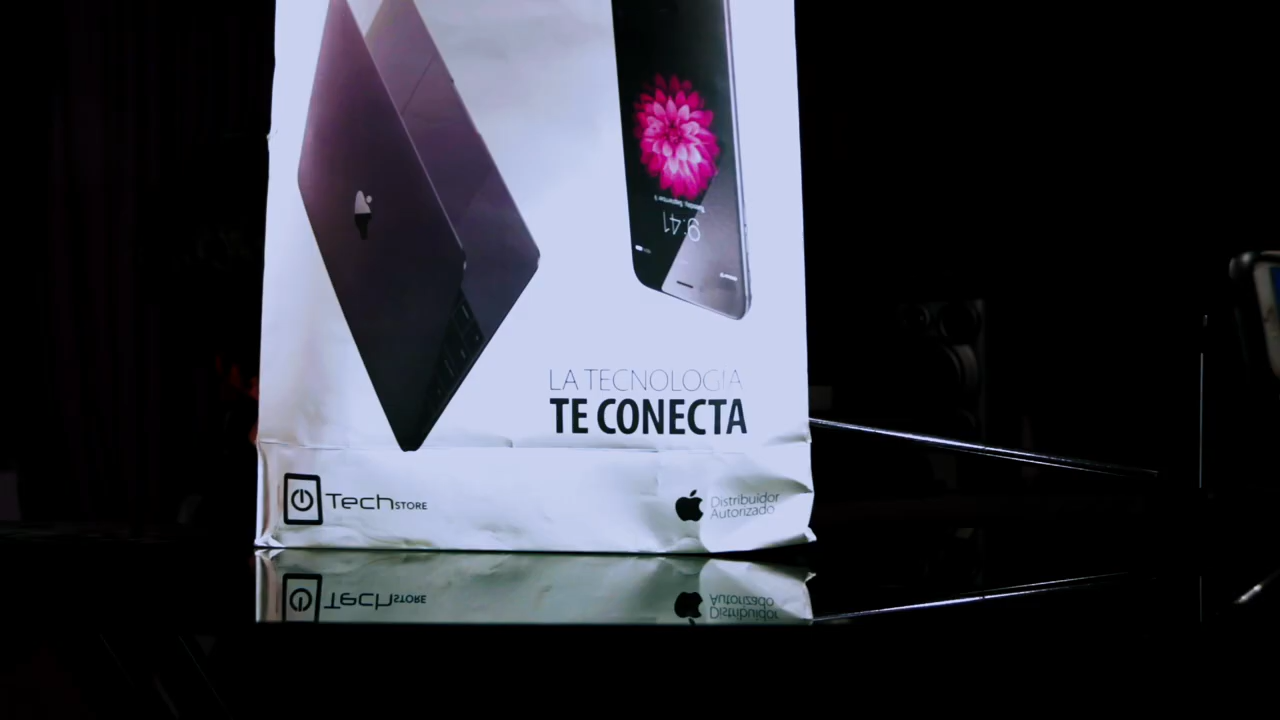 9:41
LA TECNOLOGIA
TE CONECTA
TechSTORE
Distribuidor
Autorizado